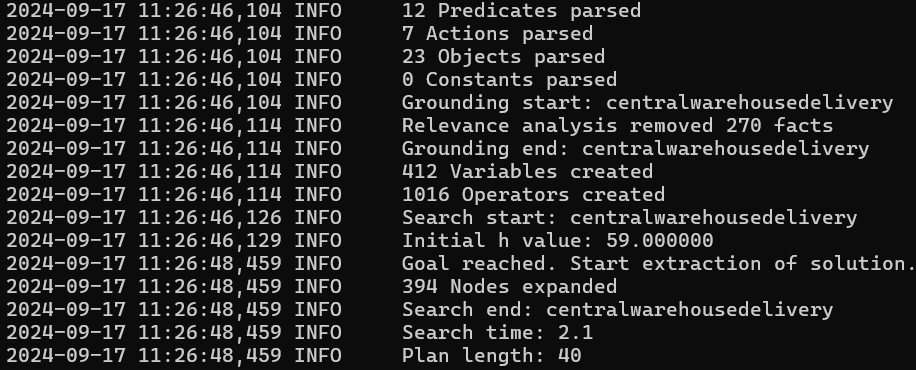 2024-09-17 11:26:46,104 INFO     12 Predicates parsed
2024-09-17 11:26:46,104 INFO     7 Actions parsed
2024-09-17 11:26:46,104 INFO     23 Objects parsed
2024-09-17 11:26:46,104 INFO     0 Constants parsed
2024-09-17 11:26:46,104 INFO     Grounding start: centralwarehousedelivery
2024-09-17 11:26:46,114 INFO     Relevance analysis removed 270 facts
2024-09-17 11:26:46,114 INFO     Grounding end: centralwarehousedelivery
2024-09-17 11:26:46,114 INFO     412 Variables created
2024-09-17 11:26:46,114 INFO     1016 Operators created
2024-09-17 11:26:46,126 INFO     Search start: centralwarehousedelivery
2024-09-17 11:26:46,129 INFO     Initial h value: 59.000000
2024-09-17 11:26:48,459 INFO     Goal reached. Start extraction of solution.
2024-09-17 11:26:48,459 INFO     394 Nodes expanded
2024-09-17 11:26:48,459 INFO     Search end: centralwarehousedelivery
2024-09-17 11:26:48,459 INFO     Search time: 2.1
2024-09-17 11:26:48,459 INFO     Plan length: 40